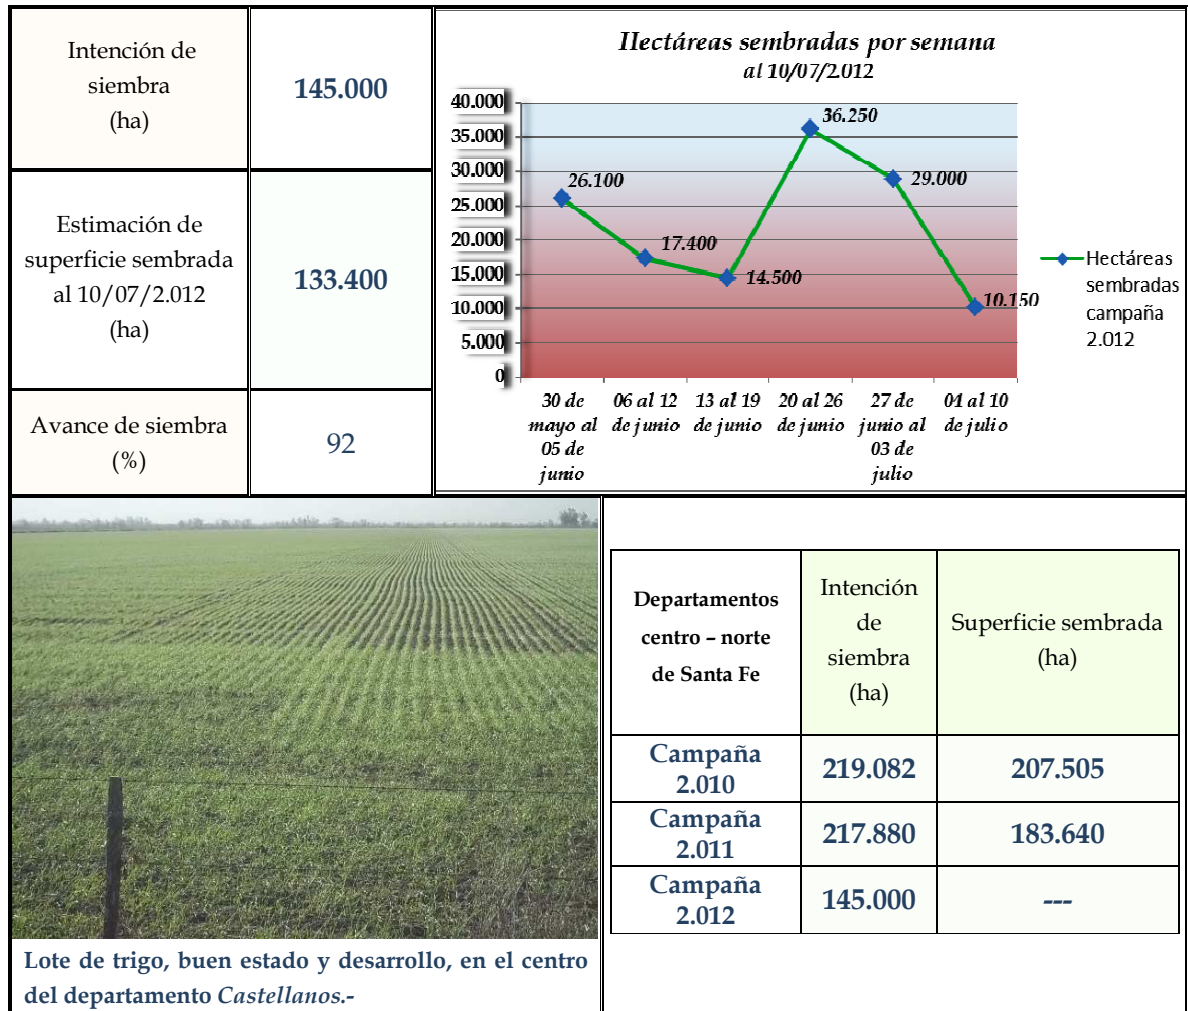 Intención de
siembra
(ha)
145.000
Estimación de
superficie sembrada
al 10/07/2.012
(ha)
133.400
Avance de siembra
(%)
92
Hectáreas sembradas por semana
al 10/07/2.012
40.000
35.000
30.000
25.000
20.000
15.000
10.000
5.000
0
26.100
17.400
14.500
36.250
29.000
10.150
30 de
mayo al
05 de
junio
06 al 12
de junio
13 al 19
de junio
20 al 26
de junio
27 de
junio al
03 de
julio
04 al 10
de julio
Hectáreas
sembradas
campaña
2.012
Lote de trigo, buen estado y desarrollo, en el centro
del departamento Castellanos.-
Departamentos
centro – norte
de Santa Fe
Intención
de
siembra
(ha)
Superficie sembrada
(ha)
Campaña
2.010
219.082
207.505
Campaña
2.011
217.880
183.640
Campaña
2.012
145.000
---